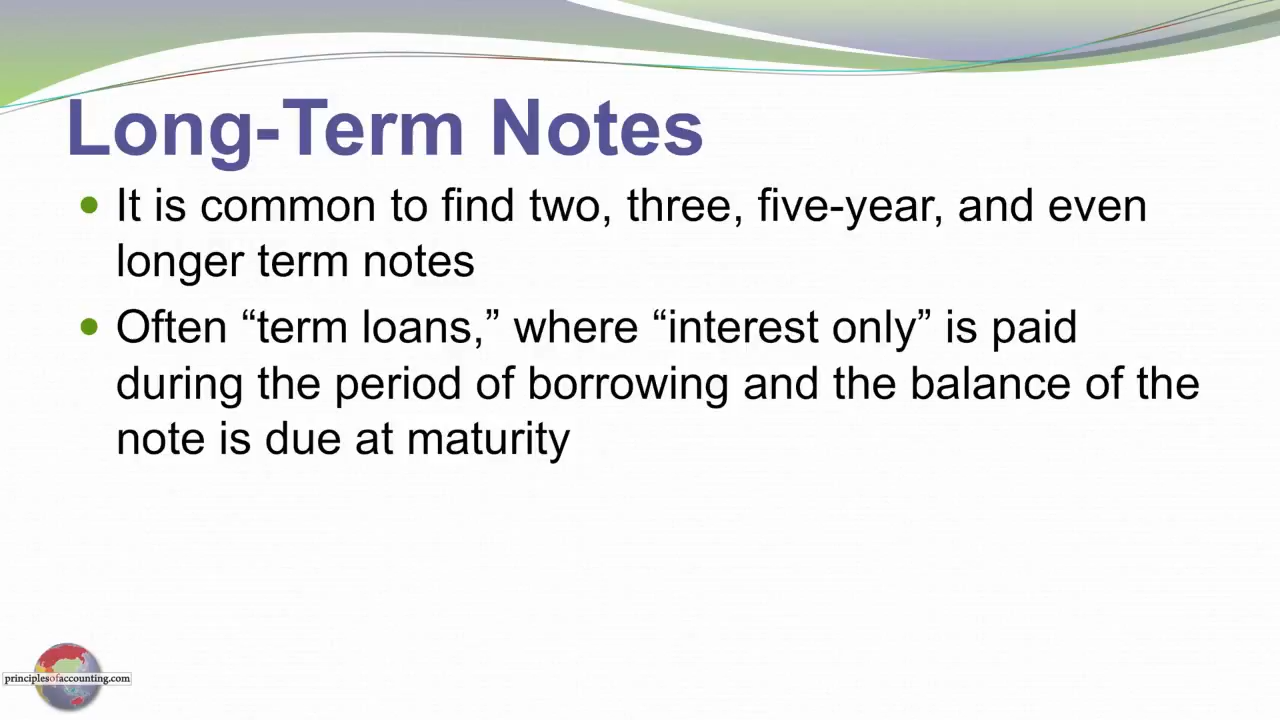 Long-Term Notes
It is common to find two, three, five-year, and even
longer term notes
Often “term loans,” where “interest only” is paid
during the period of borrowing and the balance of the
note is due at maturity
principlesofaccounting.com